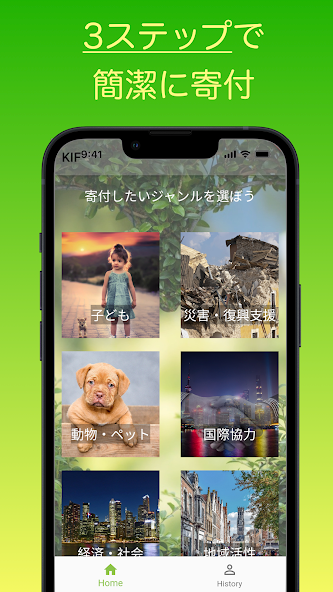 3ステップで
簡潔に寄付
KIF 9:41
寄付したいジャンルを選ぼう
子ども
災害・復興支援
動物・ペット
国際協力
経済・社会
地域活性
Home
History